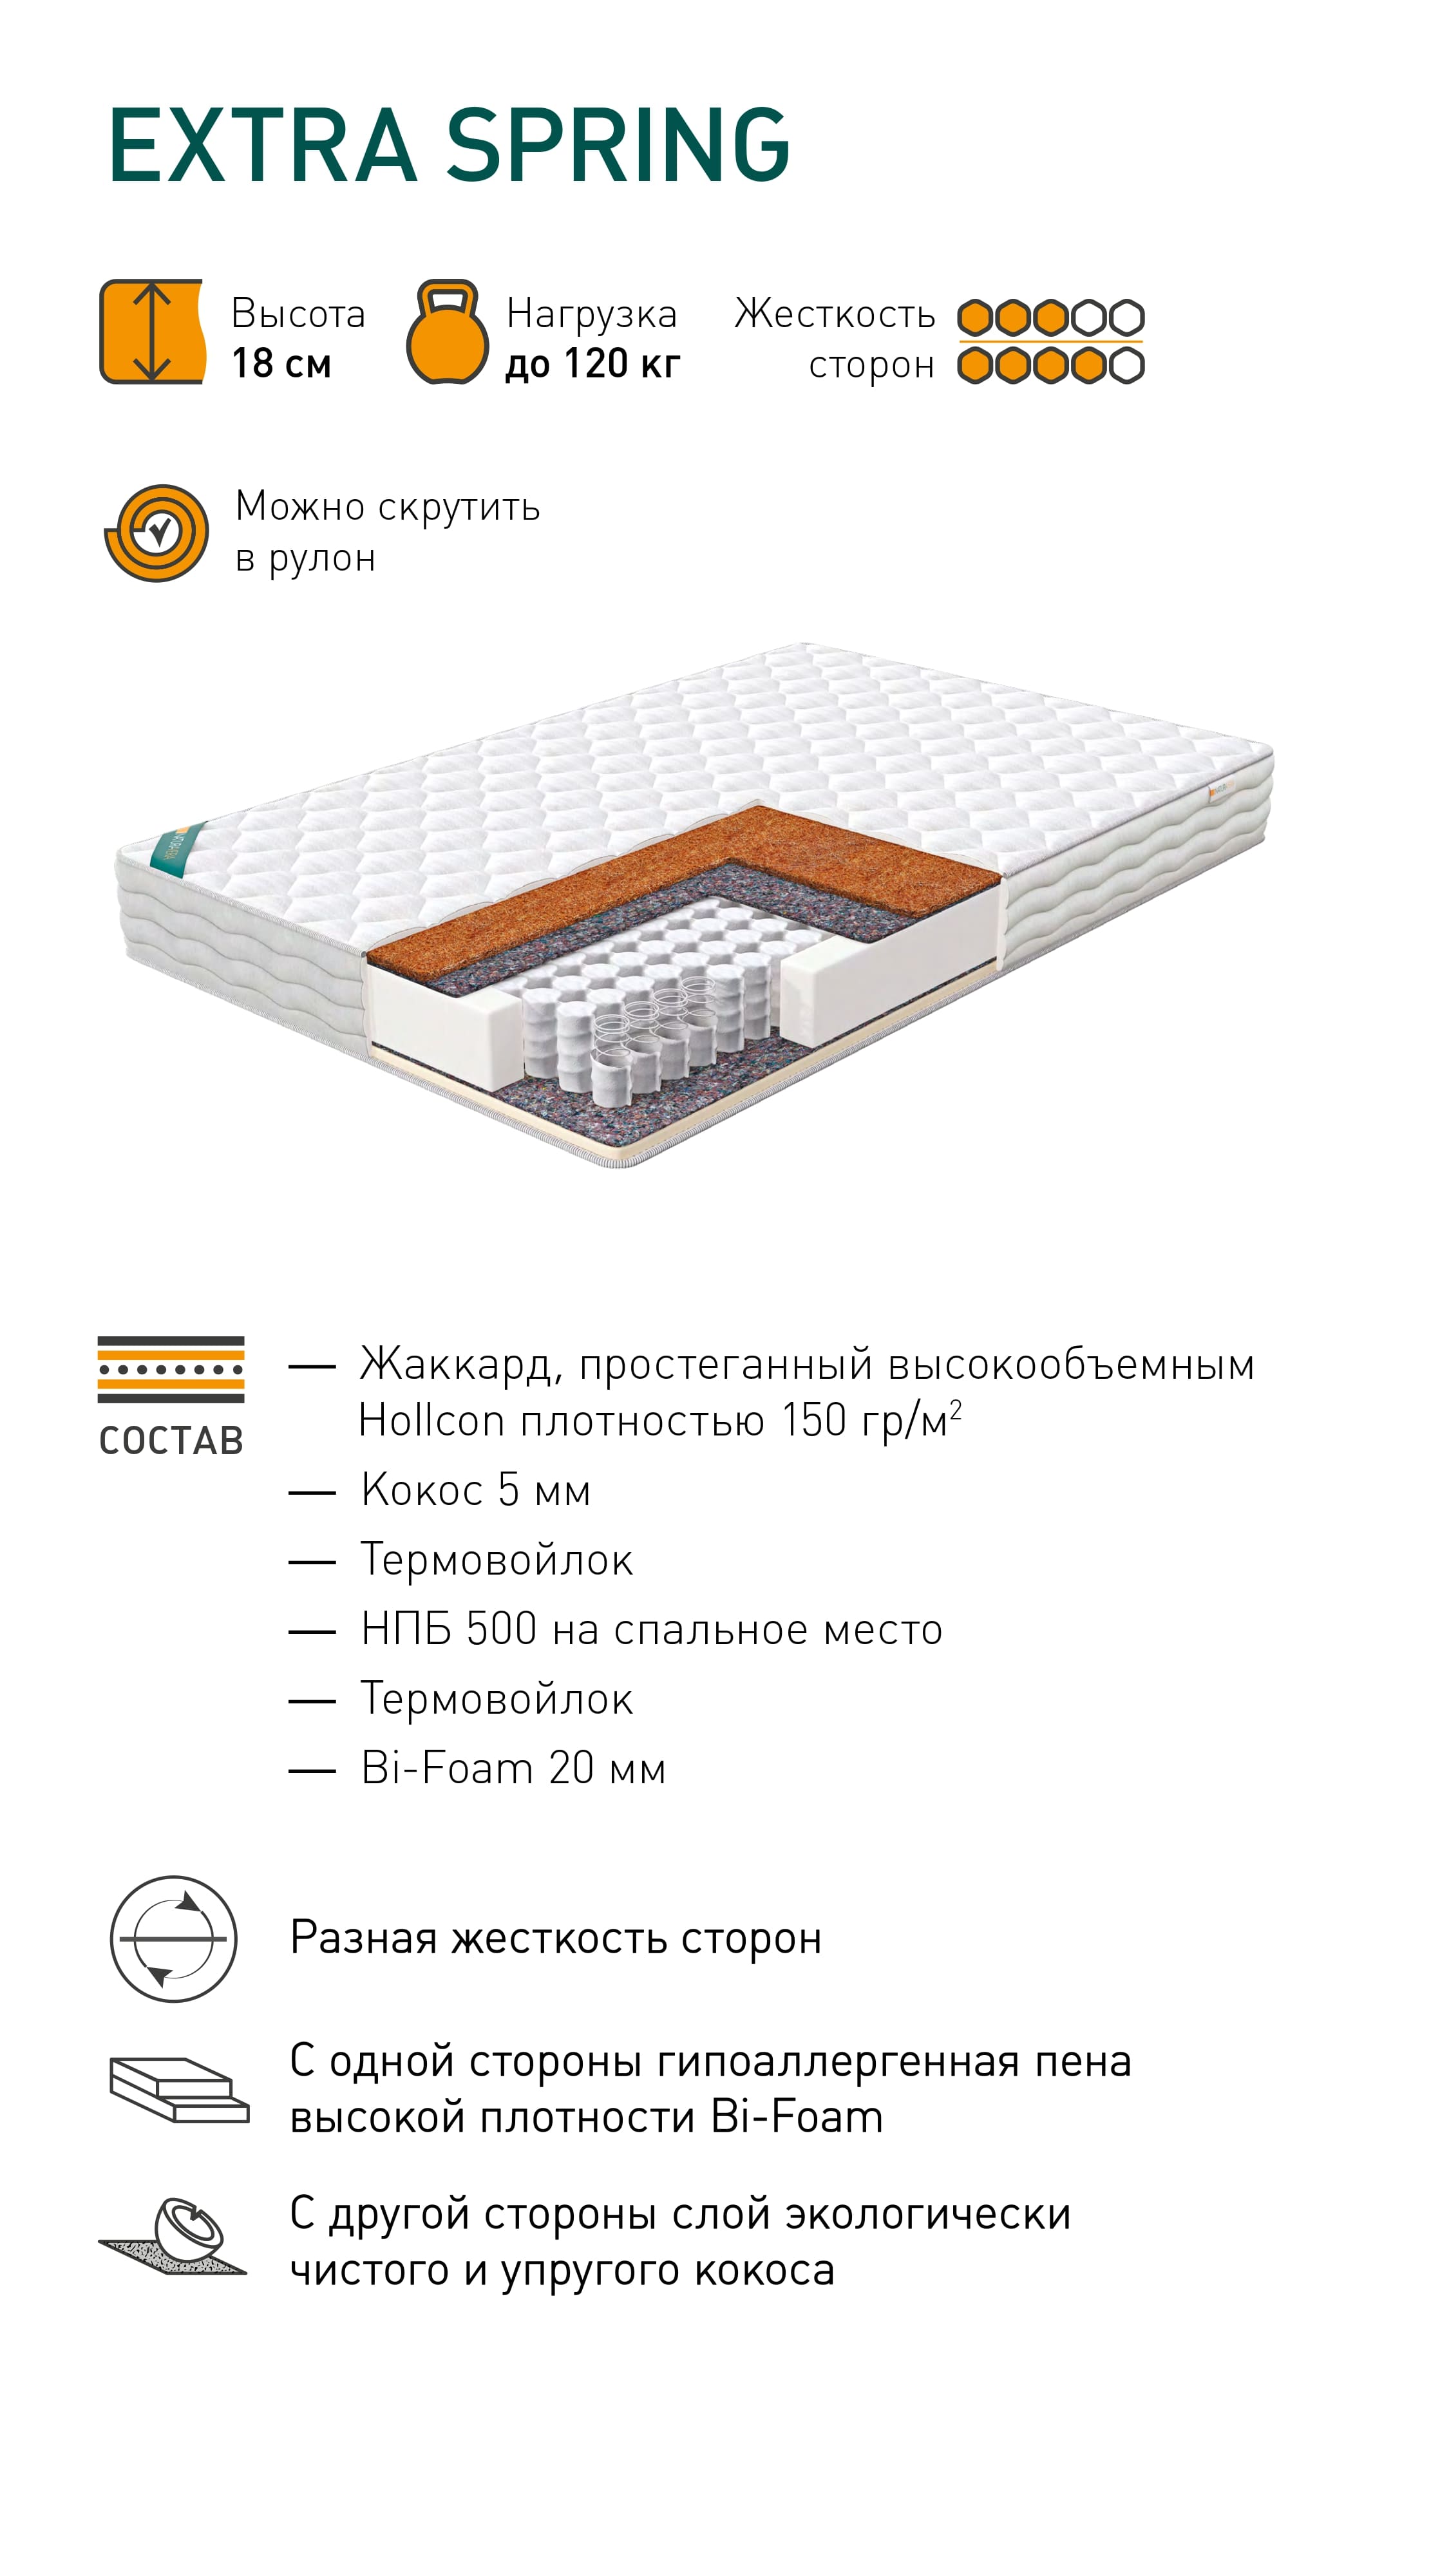 EXTRA SPRING
Высота
18 см
Нагрузка
до 120 кг
Жесткость
сторон
Можно скрутить
в рулон
СОСТАВ
— Жаккард, простеганный высокообъемным
Hollcon плотностью 150 гр/м²
— Кокос 5 мм
— Термовойлок
— НПБ 500 на спальное место
— Термовойлок
— Bi-Foam 20 мм
Разная жесткость сторон
С одной стороны гипоаллергенная пена
высокой плотности Bi-Foam
С другой стороны слой экологически
чистого и упругого кокоса